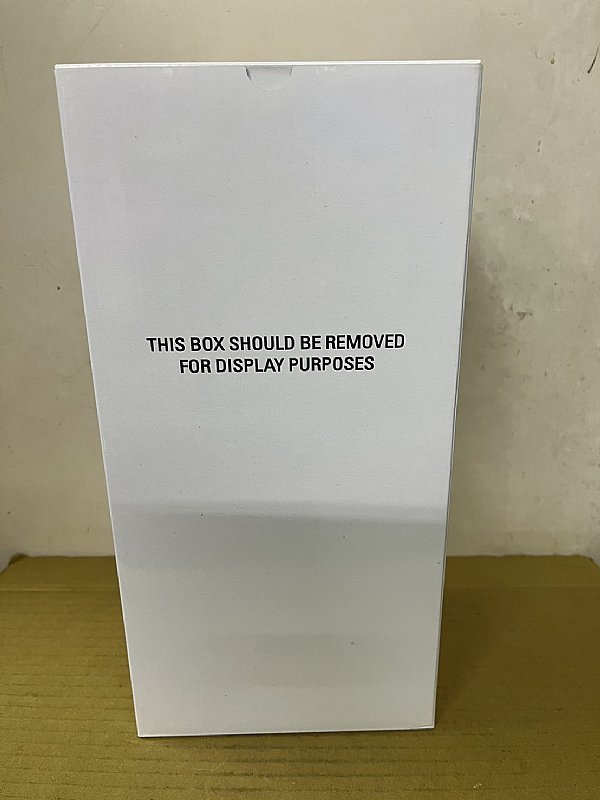 THIS BOX SHOULD BE REMOVED
FOR DISPLAY PURPOSES